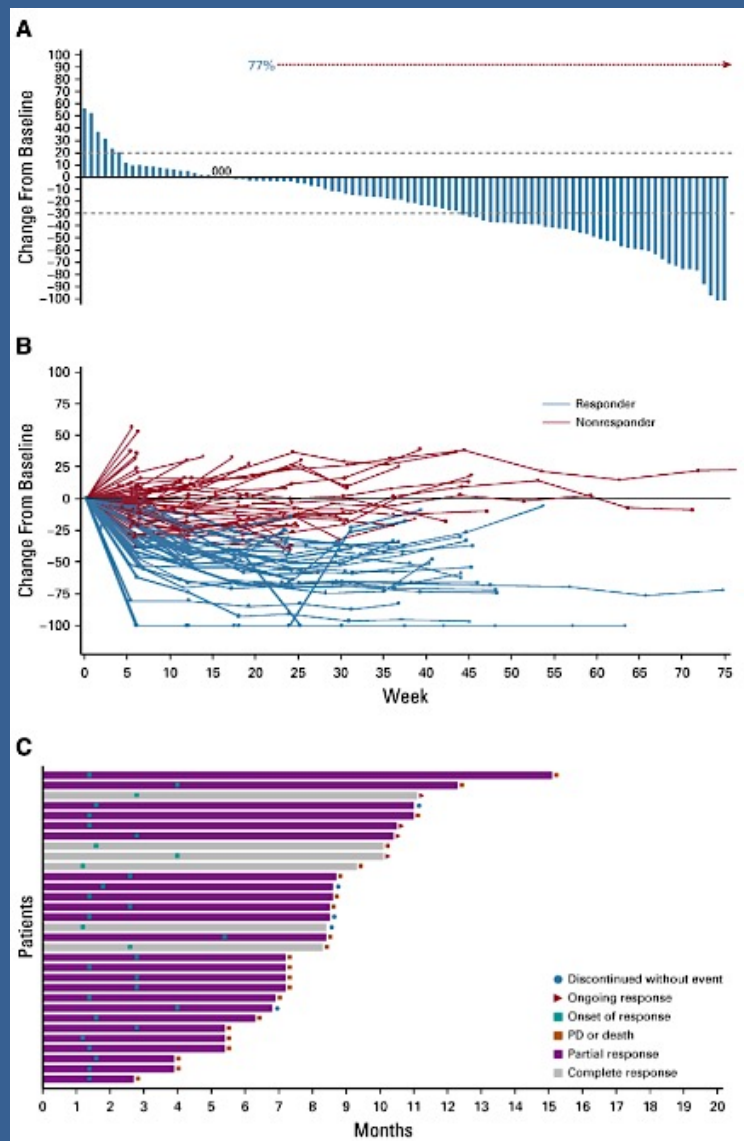 A
Change From Baseline
100
90
80
70
60
50
40
30
20
10
0
−10
−20
−30
−40
−50
−60
−70
−80
−90
−100
77%
000
B
Change From Baseline
100
75
50
25
0
−25
−50
−75
−100
Responder
Nonresponder
0 5 10 15 20 25 30 35 40 45 50 55 60 65 70 75
Week
C
Patients
Discontinued without event
Ongoing response
Onset of response
PD or death
Partial response
Complete response
0 1 2 3 4 5 6 7 8 9 10 11 12 13 14 15 16 17 18 19 20
Months